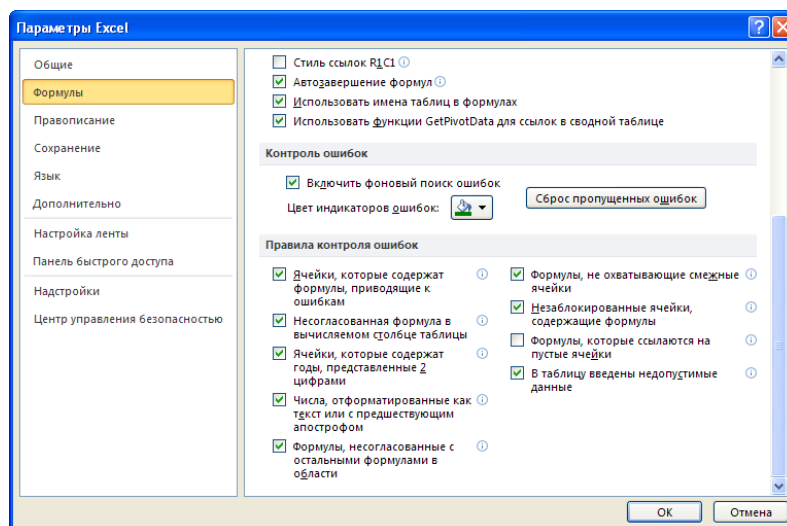 Параметры Excel
Общие
Формулы
Правописание
Сохранение
Язык
Дополнительно
Настройка ленты
Панель быстрого доступа
Надстройки
Центр управления безопасностью
Стиль ссылок R1C1
Автозавершение формул
Использовать имена таблиц в формулах
Использовать функции GetPivotData для ссылок в сводной таблице
Контроль ошибок
Включить фоновый поиск ошибок
Цвет индикаторов ошибок:
Сброс пропущенных ошибок
Правила контроля ошибок
Ячейки, которые содержат
формулы, приводящие к
ошибкам
Несогласованная формула в
вычисляемом столбце таблицы
Ячейки, которые содержат
годы, представленные 2
цифрами
Числа, отформатированные как
текст или с предшествующим
апострофом
Формулы, несогласованные с
остальными формулами в
области
Формулы, не охватывающие смежные
ячейки
Незаблокированные ячейки,
содержащие формулы
Формулы, которые ссылаются на
пустые ячейки
В таблицу введены недопустимые
данные
ОК
Отмена